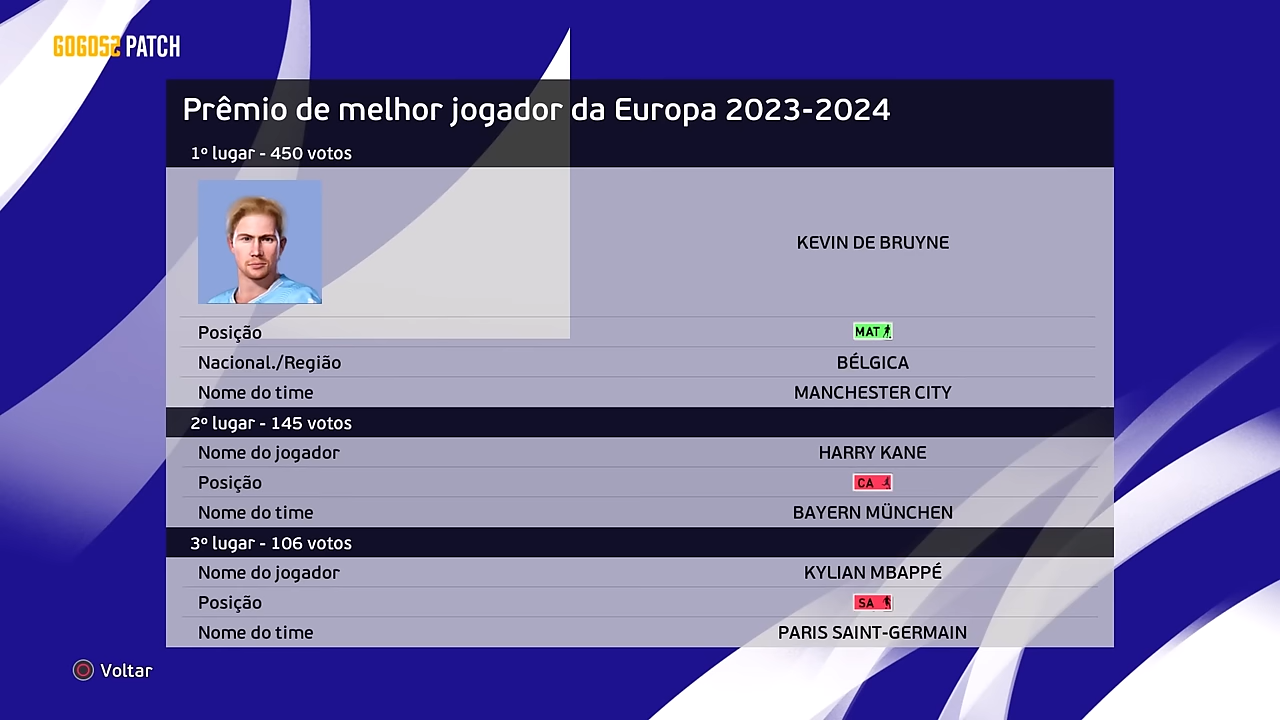 GOGOS2 PATCH
Prêmio de melhor jogador da Europa 2023-2024
1º lugar - 450 votos
KEVIN DE BRUYNE
Posição MAT
Nacional./Região BÉLGICA
Nome do time MANCHESTER CITY
2º lugar - 145 votos
Nome do jogador HARRY KANE
Posição CA
Nome do time BAYERN MÜNCHEN
3º lugar - 106 votos
Nome do jogador KYLIAN MBAPPÉ
Posição SA
Nome do time PARIS SAINT-GERMAIN
Voltar